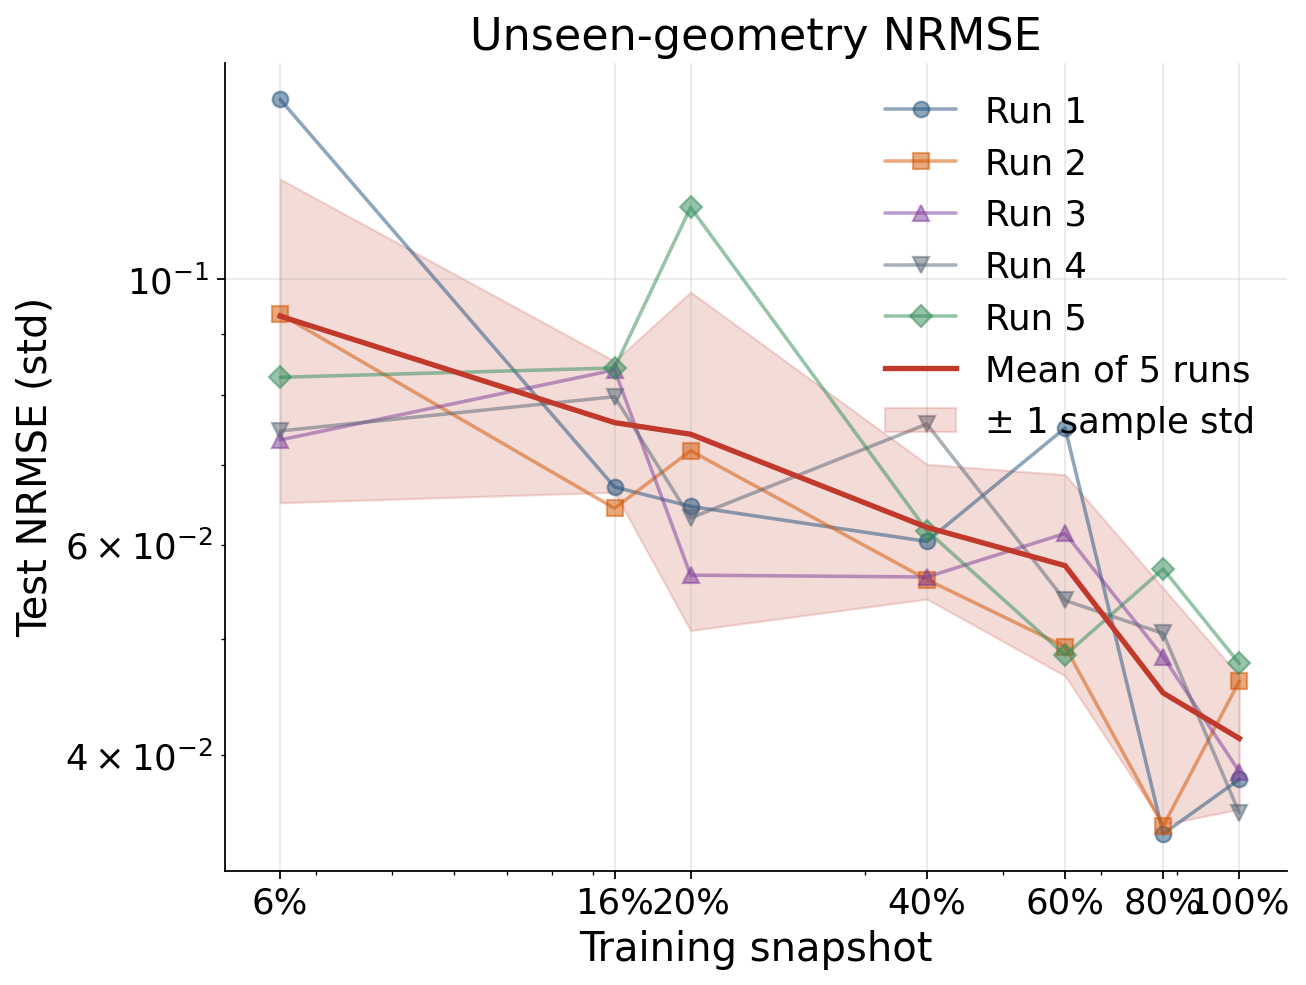 Unseen-geometry NRMSE
Run 1
Run 2
Run 3
Run 4
Run 5
Mean of 5 runs
± 1 sample std
Test NRMSE (std)
10⁻¹
6 × 10⁻²
4 × 10⁻²
6% 16% 20% 40% 60% 80% 100%
Training snapshot